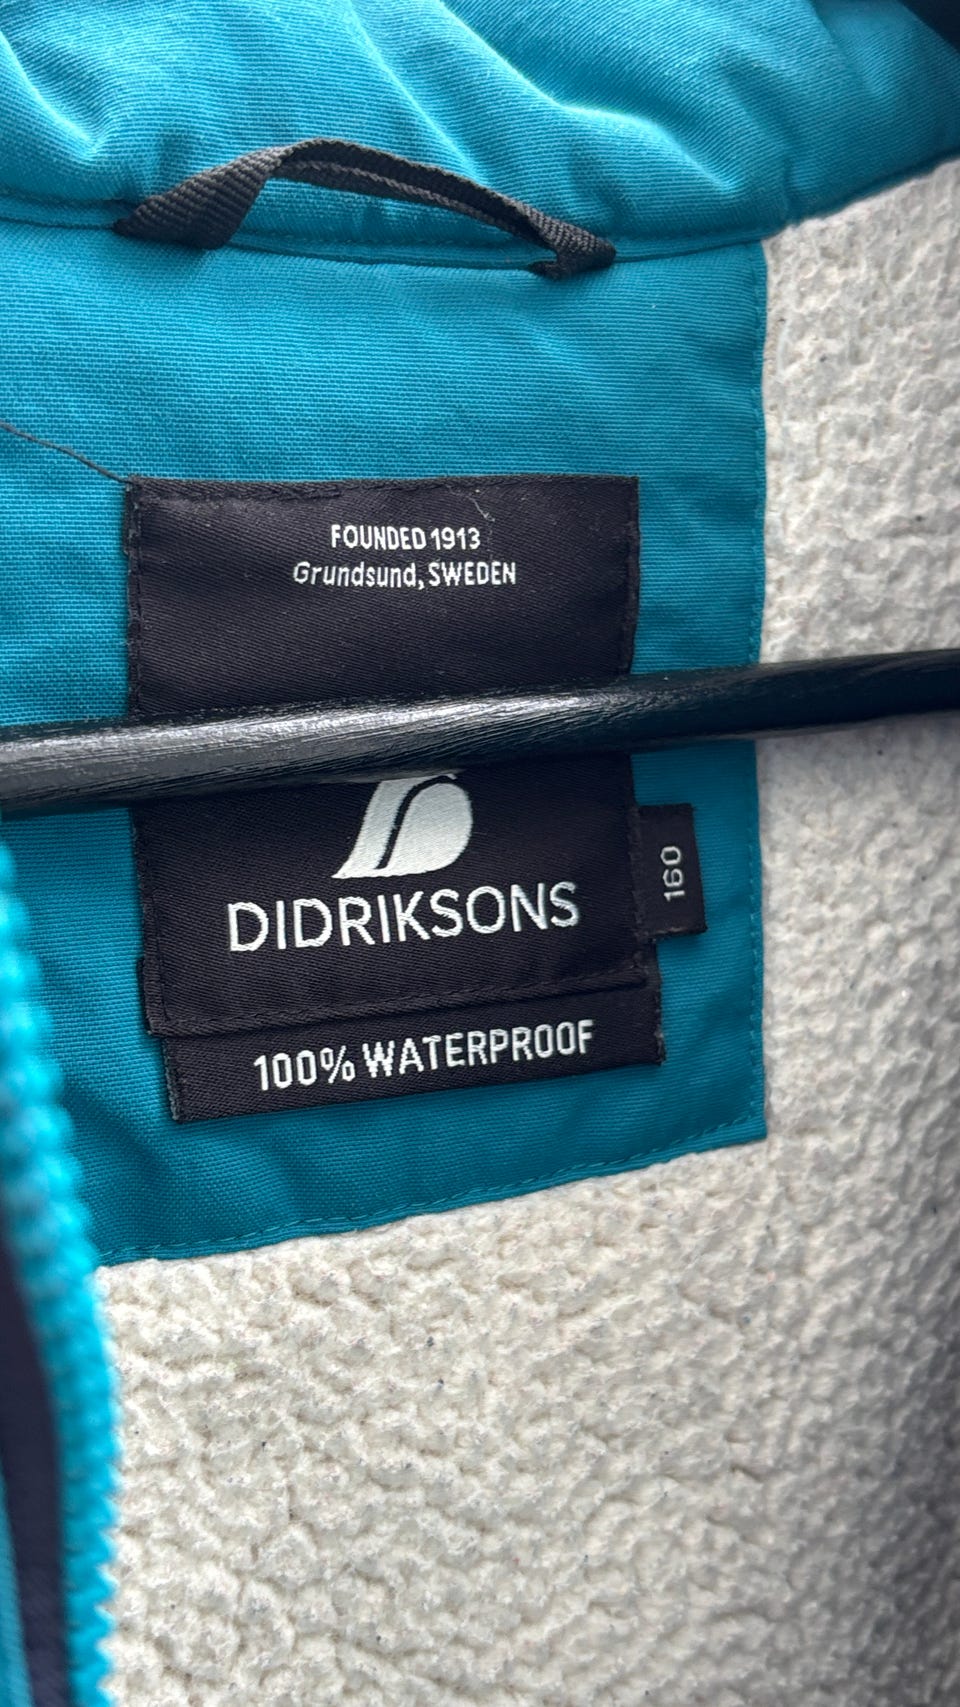 FOUNDED 1913
Grundsund, SWEDEN
DIDRIKSONS
160
100% WATERPROOF